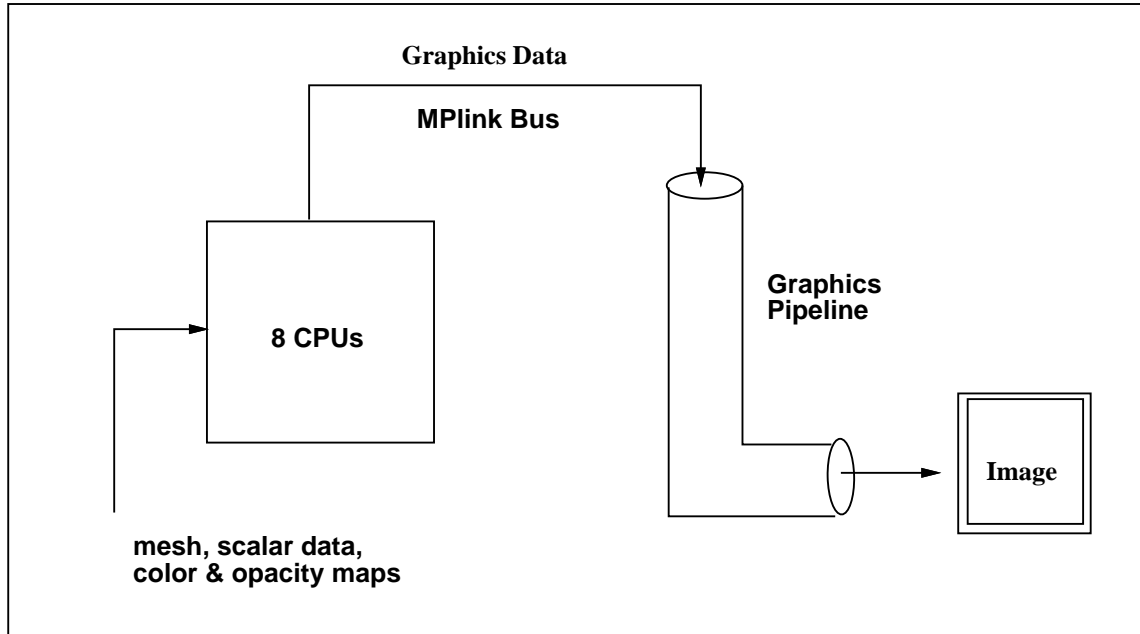 Graphics Data
MPlink Bus
Graphics
Pipeline
8 CPUs
Image
mesh, scalar data,
color & opacity maps